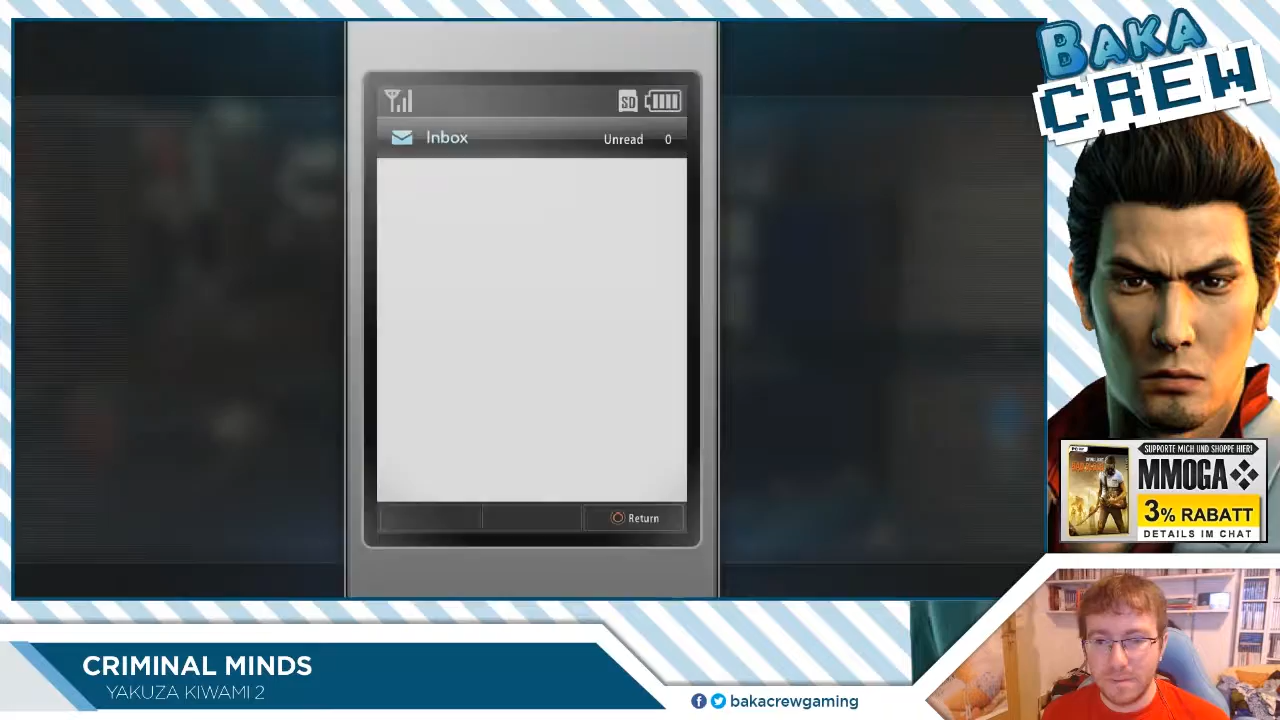 BAKA
CREW
SD
Inbox
Unread 0
Return
SUPPORTE MICH UND SHOPPE HIER!
MMOGA
3% RABATT
DETAILS IM CHAT
CRIMINAL MINDS
YAKUZA KIWAMI 2
bakacrewgaming